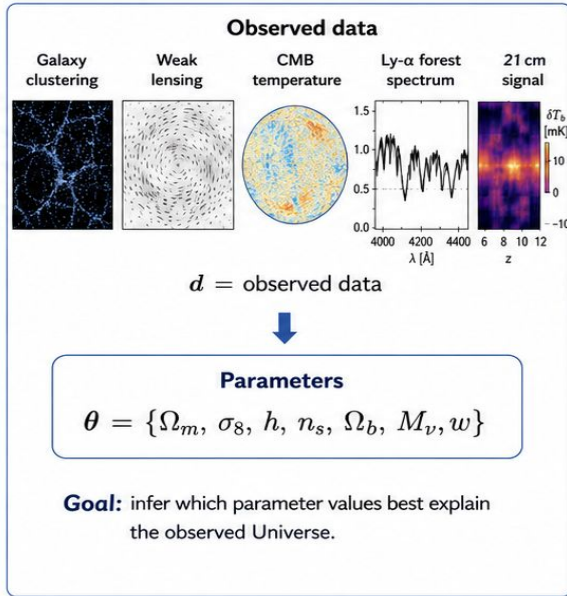 Observed data
Galaxy clustering
Weak lensing
CMB temperature
Ly-α forest spectrum
21 cm signal
1.5
1.0
0.5
0.0
4000 4200 4400
λ [Å]
δT_b
[mK]
10
0
−10
6 8 10 12
z
d = observed data
Parameters
θ = {Ω_m, σ_8, h, n_s, Ω_b, M_ν, w}
Goal: infer which parameter values best explain
the observed Universe.